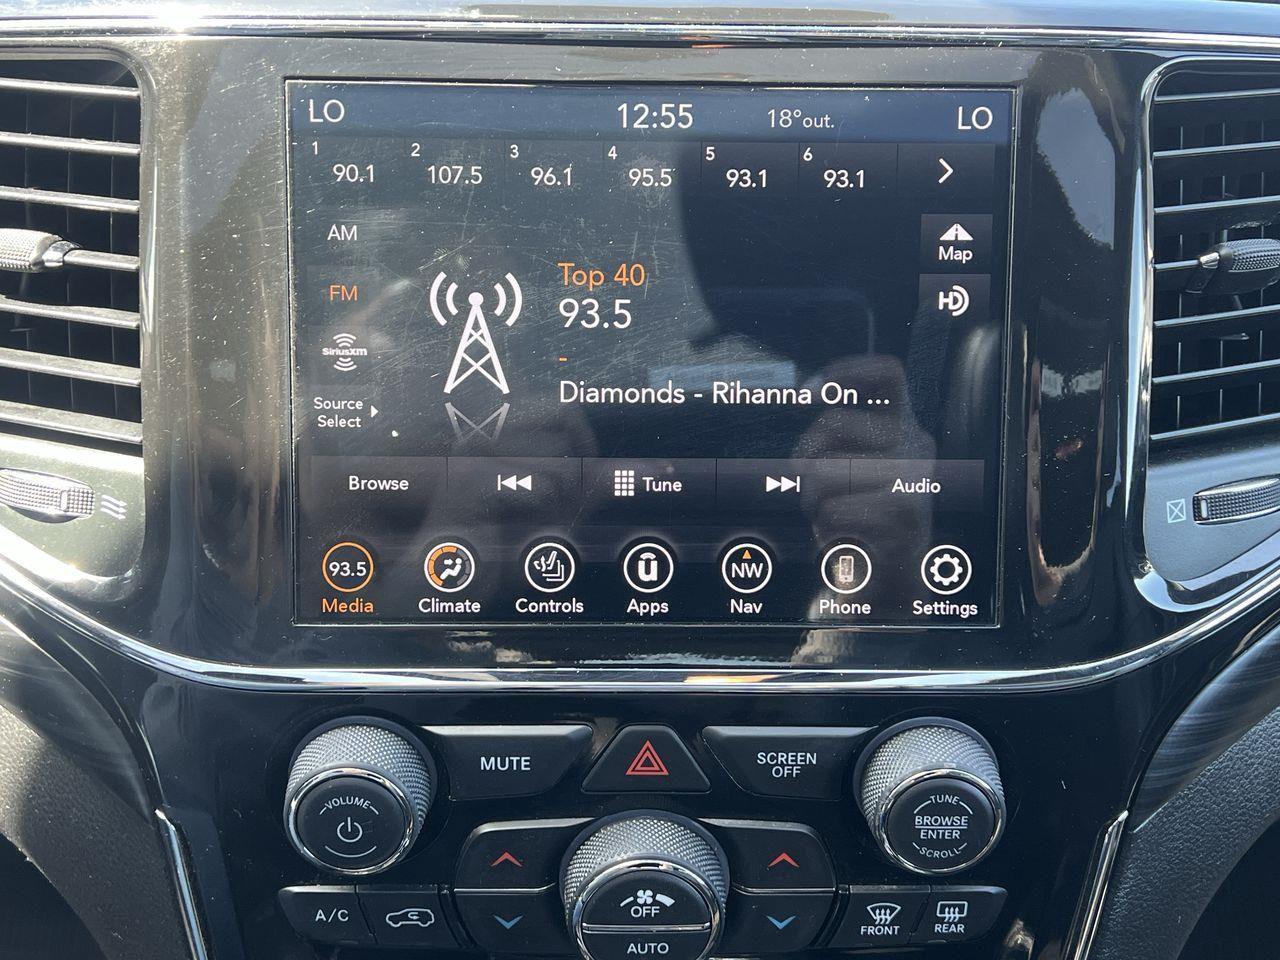 LO 12:55 18°out. LO
1 90.1 2 107.5 3 96.1 4 95.5 5 93.1 6 93.1
AM
Map
FM
Top 40
93.5
HD
SiriusXM
-
Source
Select
Diamonds - Rihanna On ...
Browse Tune Audio
93.5 NW
Media Climate Controls Apps Nav Phone Settings
MUTE
SCREEN
OFF
VOLUME
TUNE
BROWSE
ENTER
SCROLL
A/C
OFF
AUTO
FRONT
REAR